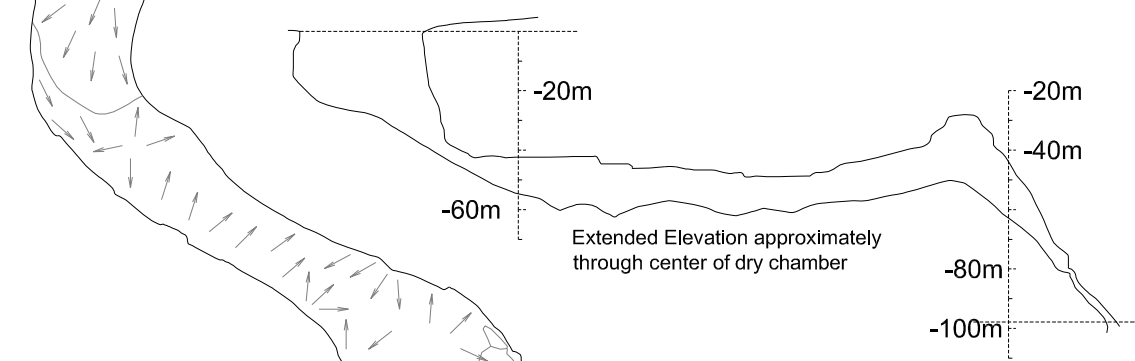 -20m
-20m
-40m
-60m
Extended Elevation approximately
through center of dry chamber
-80m
-100m